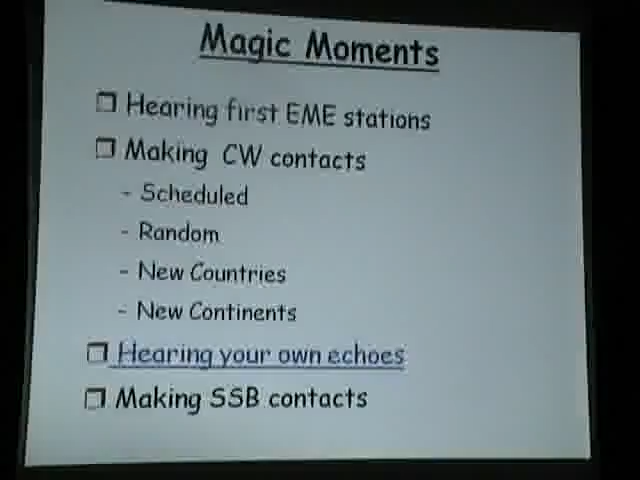 Magic Moments
❒ Hearing first EME stations
❒ Making CW contacts
- Scheduled
- Random
- New Countries
- New Continents
❒ Hearing your own echoes
❒ Making SSB contacts